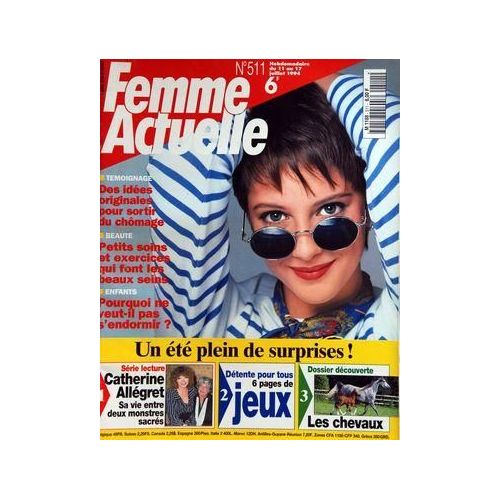 N°511
Hebdomadaire
du 11 au 17
juillet 1994
6F
Femme
Actuelle
TEMOIGNAGE
Des idées
originales
pour sortir
du chômage
BEAUTE
Petits soins
et exercices
qui font les
beaux seins
ENFANTS
Pourquoi ne
veut-il pas
s'endormir ?
Un été plein de surprises !
Série lecture
Catherine
Allégret
Sa vie entre
deux monstres
sacrés
2
Détente pour tous
6 pages de
jeux
3
Dossier découverte
Les chevaux